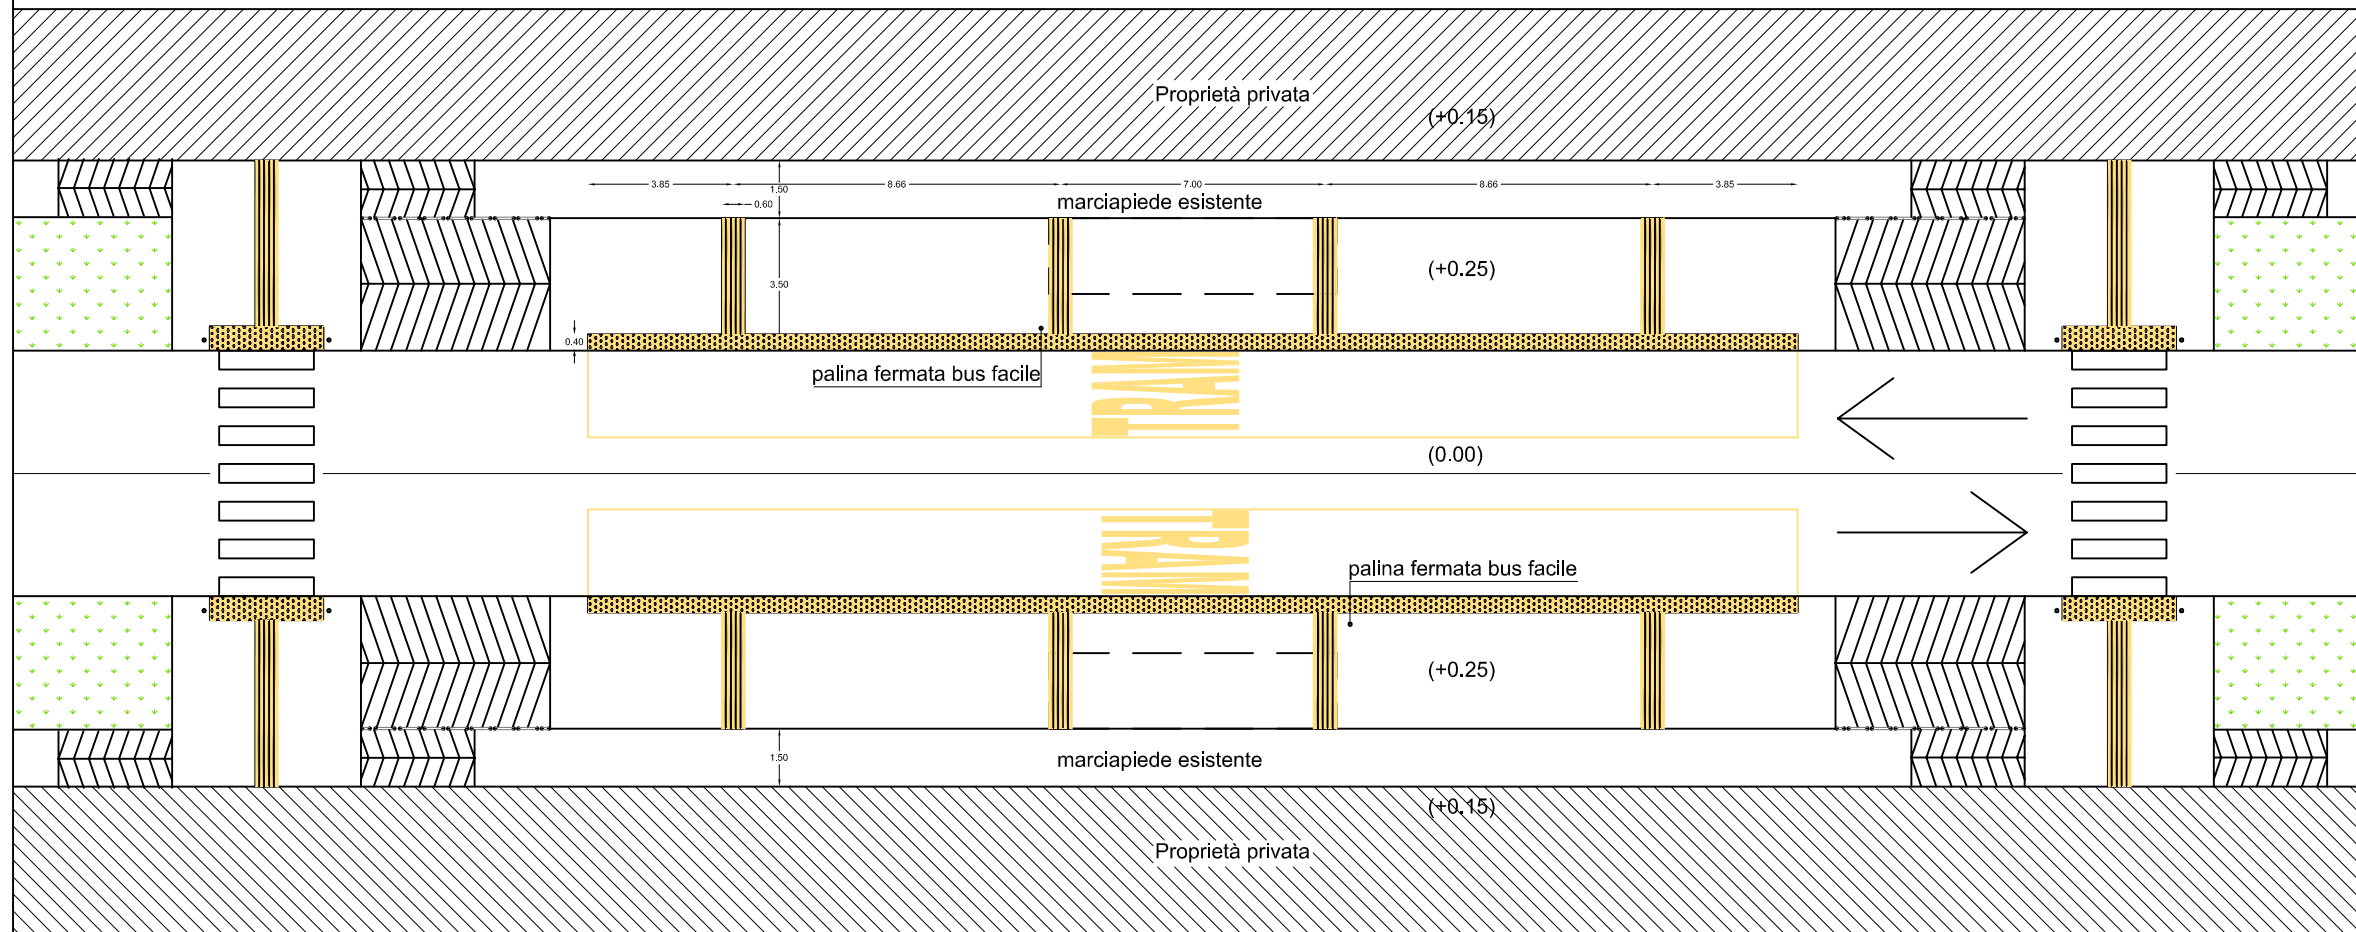 Proprietà privata
(+0.15)
3.85
8.66
7.00
8.66
3.85
1.50
0.60
marciapiede esistente
(+0.25)
3.50
0.40
palina fermata bus facile
TRAM
(0.00)
TRAM
palina fermata bus facile
(+0.25)
1.50
marciapiede esistente
(+0.15)
Proprietà privata